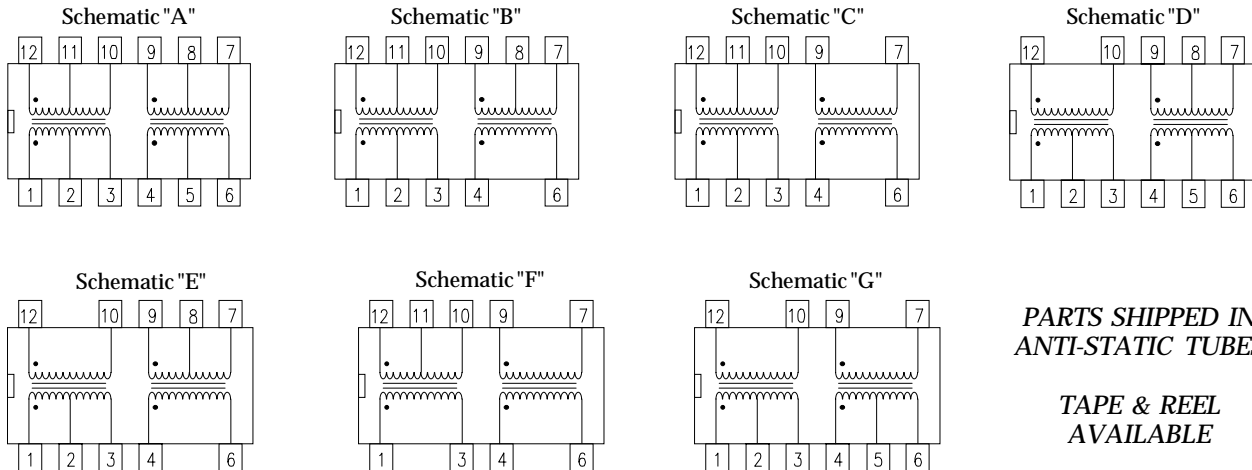 Schematic "A" Schematic "B" Schematic "C" Schematic "D"
12 11 10 9 8 7 12 11 10 9 8 7 12 11 10 9 7 12 10 9 8 7
1 2 3 4 5 6 1 2 3 4 6 1 2 3 4 6 1 2 3 4 5 6
Schematic "E" Schematic "F" Schematic "G"
12 10 9 8 7 12 11 10 9 7 12 10 9 7
1 2 3 4 6 1 3 4 6 1 2 3 4 5 6
PARTS SHIPPED IN
ANTI-STATIC TUBES
TAPE & REEL
AVAILABLE